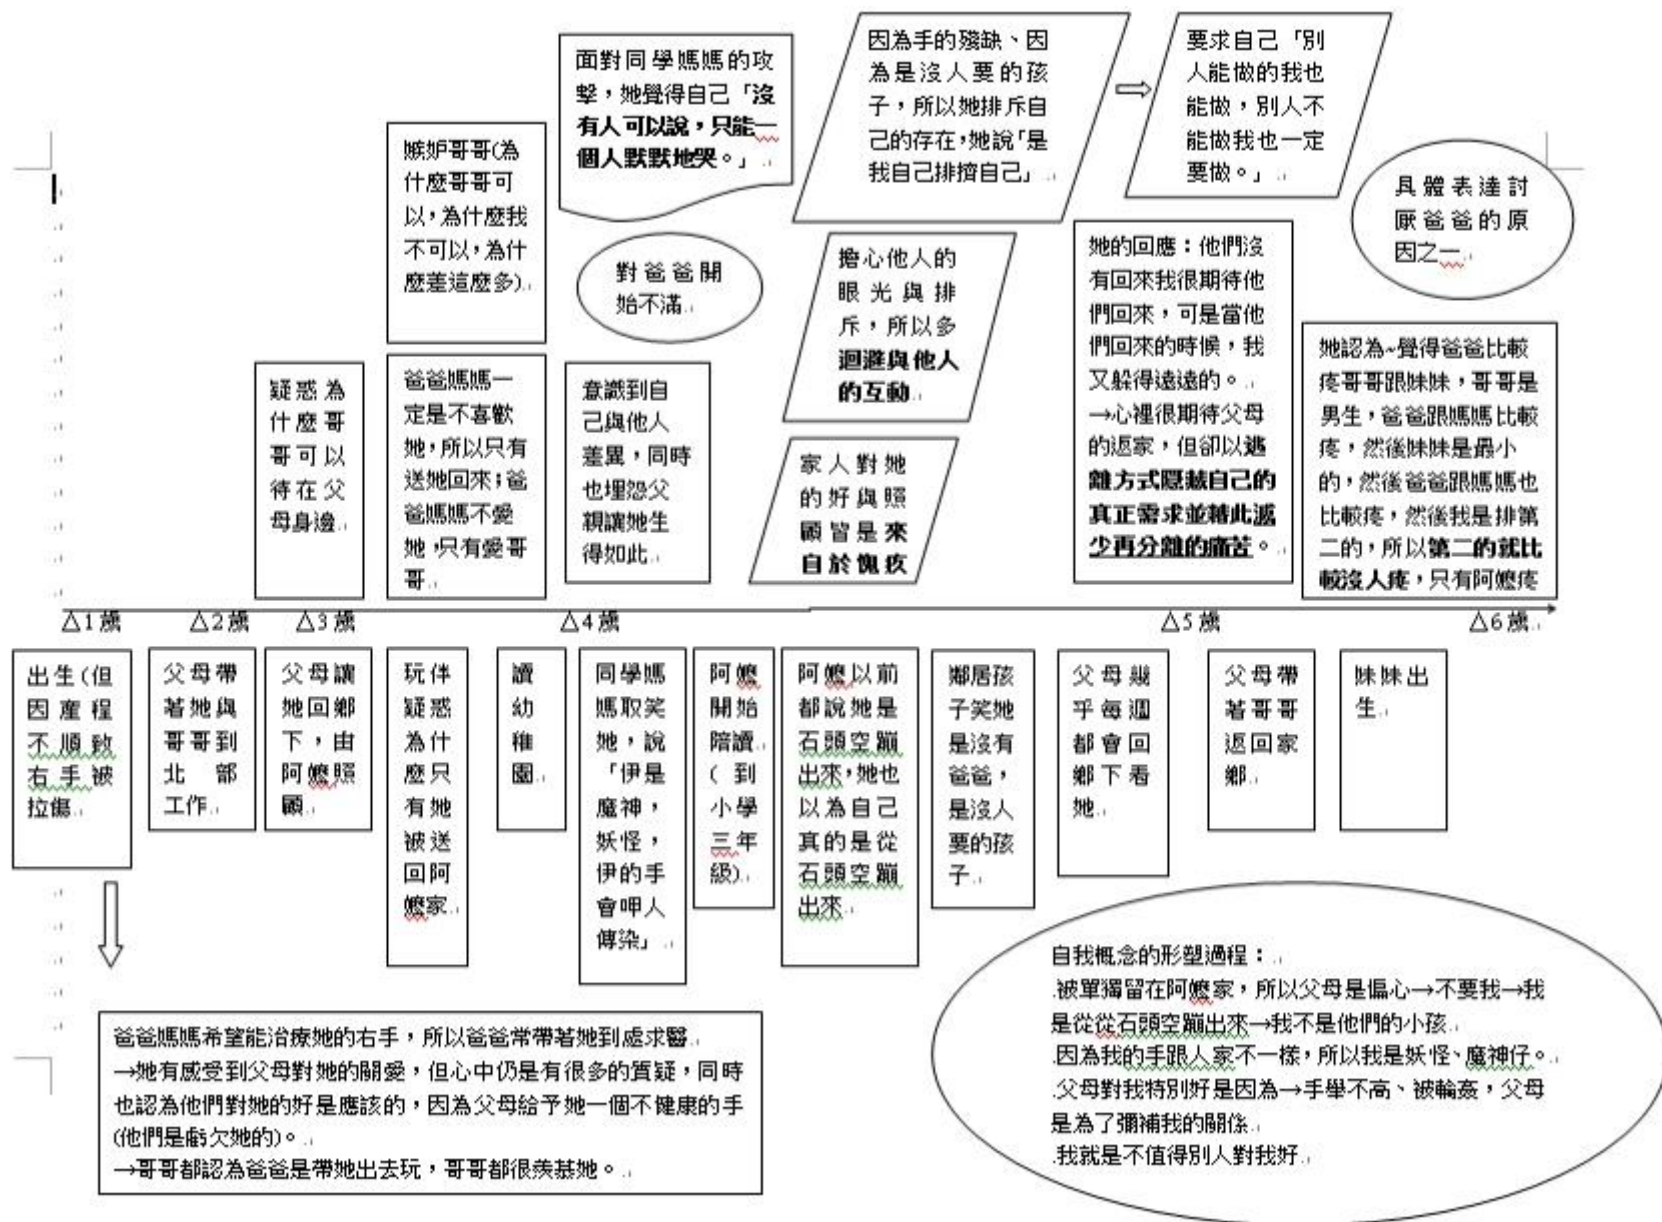 面對同學媽媽的攻
擊，她覺得自己「沒
有人可以說，只能一
個人默默地哭。」
因為手的殘缺、因
為是沒人要的孩
子，所以她排斥自
己的存在，她說「是
我自己排擠自己」
要求自己「別
人能做的我也
能做，別人不
能做我也一定
要做。」
嫉妒哥哥(為
什麼哥哥可
以，為什麼我
不可以，為什
麼差這麼多)
對爸爸開
始不滿
擔心他人的
眼光與排
斥，所以多
迴避與他人
的互動
她的回應：他們沒
有回來我很期待他
們回來，可是當他
們回來的時候，我
又躲得遠遠的。
→心裡很期待父母
的返家，但卻以逃
離方式隱藏自己的
真正需求並藉此減
少再分離的痛苦。
具體表達討
厭爸爸的原
因之一
疑惑為
什麼哥
哥可以
待在父
母身邊
爸爸媽媽一
定是不喜歡
她，所以只有
送她回來；爸
爸媽媽不愛
她，只有愛哥
哥
意識到自
己與他人
差異，同時
也埋怨父
親讓她生
得如此
家人對她
的好與照
顧皆是來
自於愧疚
她認為~覺得爸爸比較
疼哥哥跟妹妹，哥哥是
男生，爸爸跟媽媽比較
疼，然後妹妹是最小
的，然後爸爸跟媽媽也
比較疼，然後我是排第
二的，所以第二的就比
較沒人疼，只有阿嬤疼
△1歲
△2歲
△3歲
△4歲
△5歲
△6歲
出生(但
因產程
不順致
右手被
拉傷
父母帶
著她與
哥哥到
北部
工作
父母讓
她回鄉
下，由
阿嬤照
顧
玩伴
疑惑
為什
麼只
有她
被送
回阿
嬤家
讀
幼
稚
園
同學媽
媽取笑
她，說
「伊是
魔神，
妖怪，
伊的手
會呷人
傳染」
阿嬤
開始
陪讀
(到
小學
三年
級)
阿嬤以前
都說她是
石頭空蹦
出來，她也
以為自己
真的是從
石頭空蹦
出來
鄰居孩
子笑她
是沒有
爸爸，
是沒人
要的孩
子
父母幾
乎每週
都會回
鄉下看
她
父母帶
著哥哥
返回家
鄉
妹妹出
生
爸爸媽媽希望能治療她的右手，所以爸爸常帶著她到處求醫
→她有感受到父母對她的關愛，但心中仍是有很多的質疑，同時
也認為他們對她的好是應該的，因為父母給予她一個不健康的手
(他們是虧欠她的)。
→哥哥都認為爸爸是帶她出去玩，哥哥都很羨慕她。
自我概念的形塑過程：
.被單獨留在阿嬤家，所以父母是偏心→不要我→我
是從從石頭空蹦出來→我不是他們的小孩
.因為我的手跟人家不一樣，所以我是妖怪、魔神仔。
.父母對我特別好是因為→手舉不高、被輪姦，父母
是為了彌補我的關係
.我就是不值得別人對我好